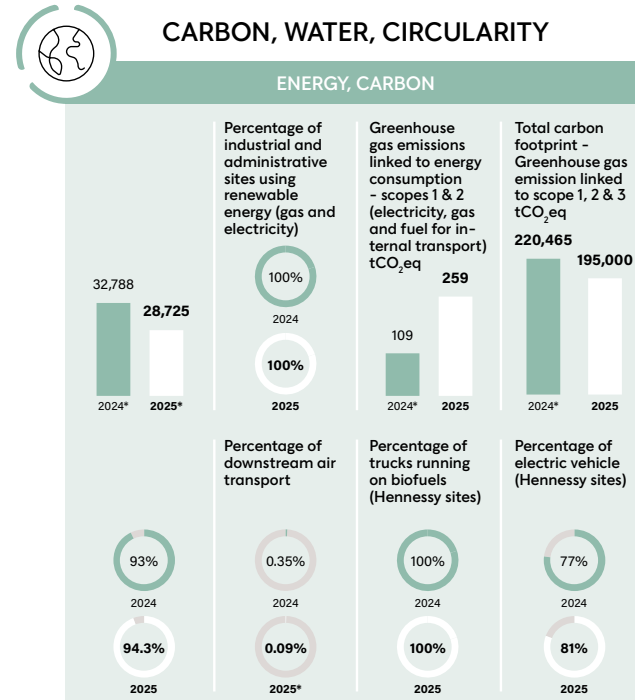 CARBON, WATER, CIRCULARITY
ENERGY, CARBON
32,788
28,725
2024*
2025*
Percentage of
industrial and
administrative
sites using
renewable
energy (gas and
electricity)
100%
2024
100%
2025
Greenhouse
gas emissions
linked to energy
consumption
- scopes 1 & 2
(electricity, gas
and fuel for in-
ternal transport)
tCO2eq
109
259
2024*
2025
Total carbon
footprint -
Greenhouse gas
emission linked
to scope 1, 2 & 3
tCO2eq
220,465
195,000
2024*
2025
93%
2024
94.3%
2025
Percentage of
downstream air
transport
0.35%
2024
0.09%
2025*
Percentage of
trucks running
on biofuels
(Hennessy sites)
100%
2024
100%
2025
Percentage of
electric vehicle
(Hennessy sites)
77%
2024
81%
2025